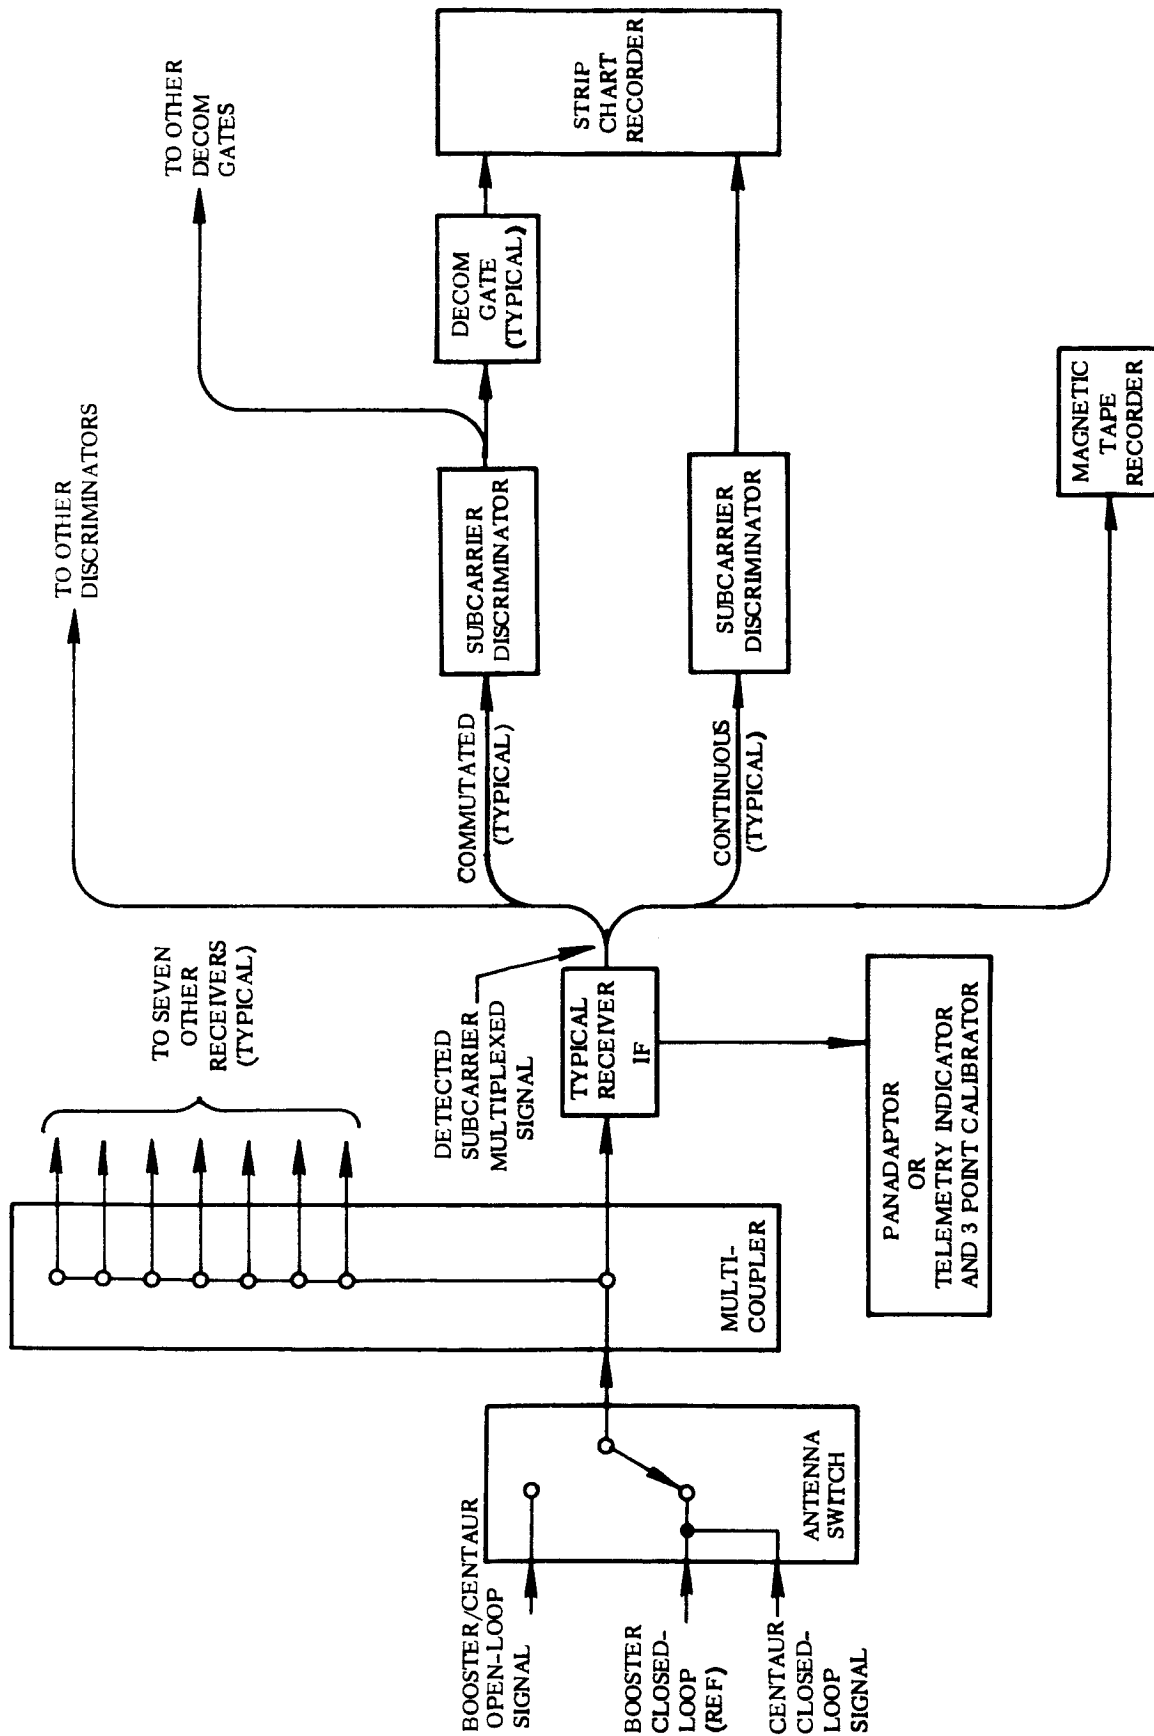 BOOSTER/CENTAUR
OPEN-LOOP
SIGNAL
BOOSTER
CLOSED-
LOOP
(REF)
CENTAUR
CLOSED-
LOOP
SIGNAL
ANTENNA
SWITCH
MULTI-
COUPLER
TO SEVEN
OTHER
RECEIVERS
(TYPICAL)
DETECTED
SUBCARRIER
MULTIPLEXED
SIGNAL
TYPICAL
RECEIVER
IF
PANADAPTOR
OR
TELEMETRY INDICATOR
AND 3 POINT CALIBRATOR
TO OTHER
DISCRIMINATORS
COMMUTATED
(TYPICAL)
CONTINUOUS
(TYPICAL)
SUBCARRIER
DISCRIMINATOR
SUBCARRIER
DISCRIMINATOR
TO OTHER
DECOM
GATES
DECOM
GATE
(TYPICAL)
STRIP
CHART
RECORDER
MAGNETIC
TAPE
RECORDER